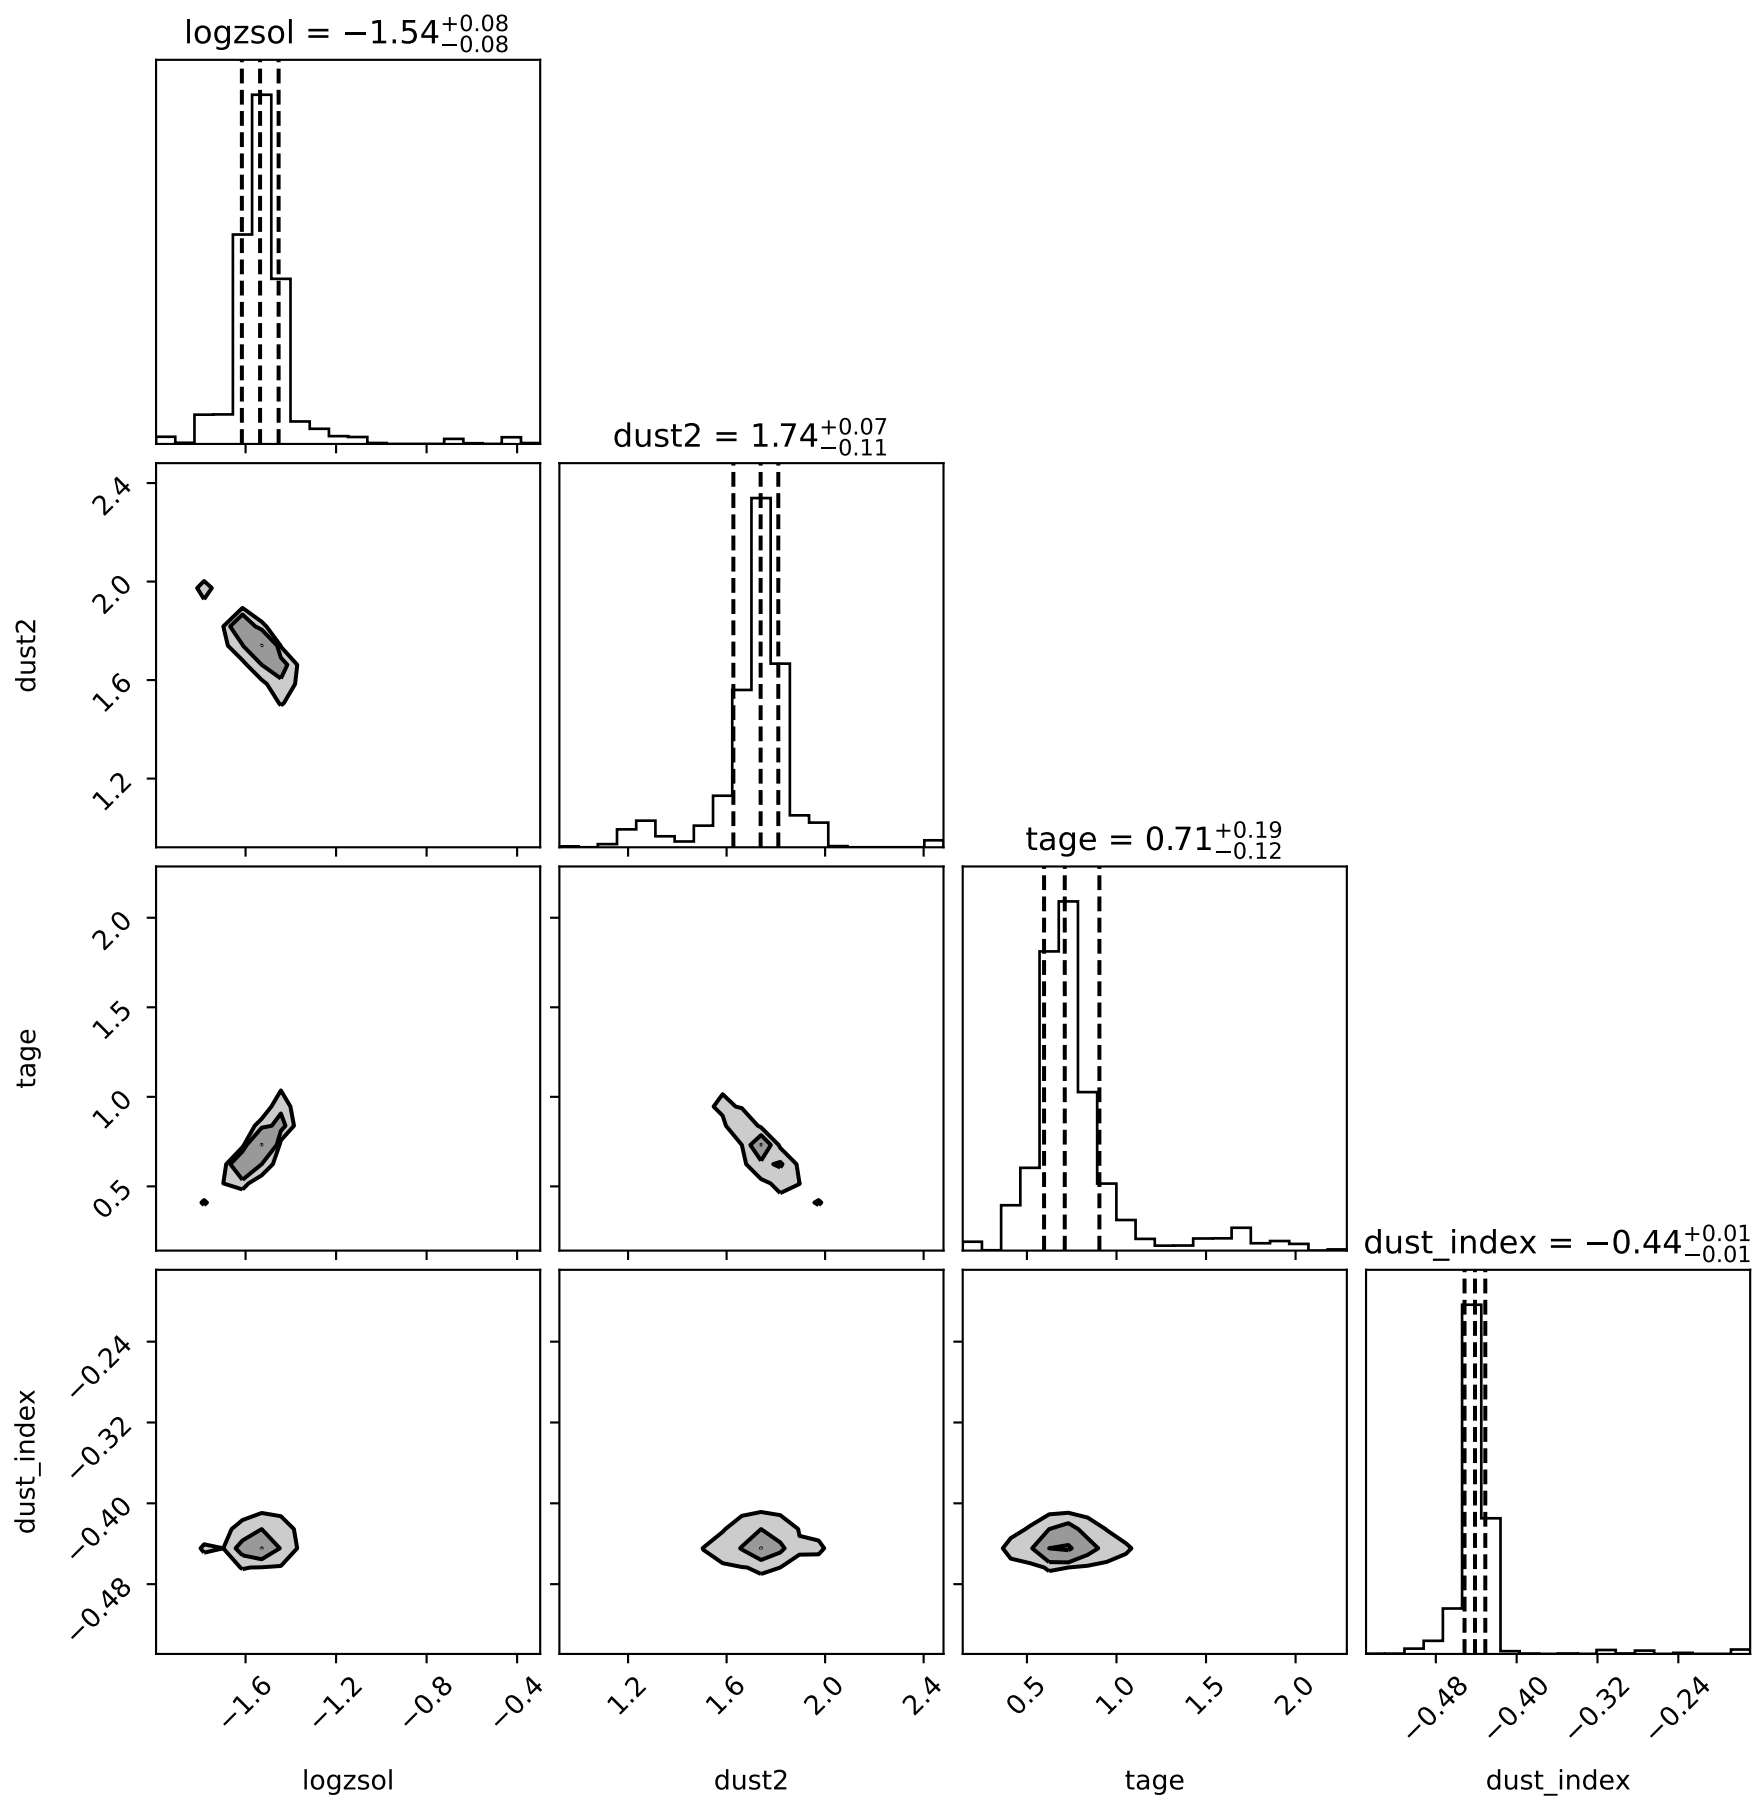 logzsol = −1.54 +0.08 −0.08
dust2 = 1.74 +0.07 −0.11
2.4
2.0
1.6
1.2
dust2
tage = 0.71 +0.19 −0.12
2.0
1.5
1.0
0.5
tage
dust_index = −0.44 +0.01 −0.01
−0.24
−0.32
−0.40
−0.48
dust_index
−1.6 −1.2 −0.8 −0.4
1.2 1.6 2.0 2.4
0.5 1.0 1.5 2.0
−0.48 −0.40 −0.32 −0.24
logzsol
dust2
tage
dust_index